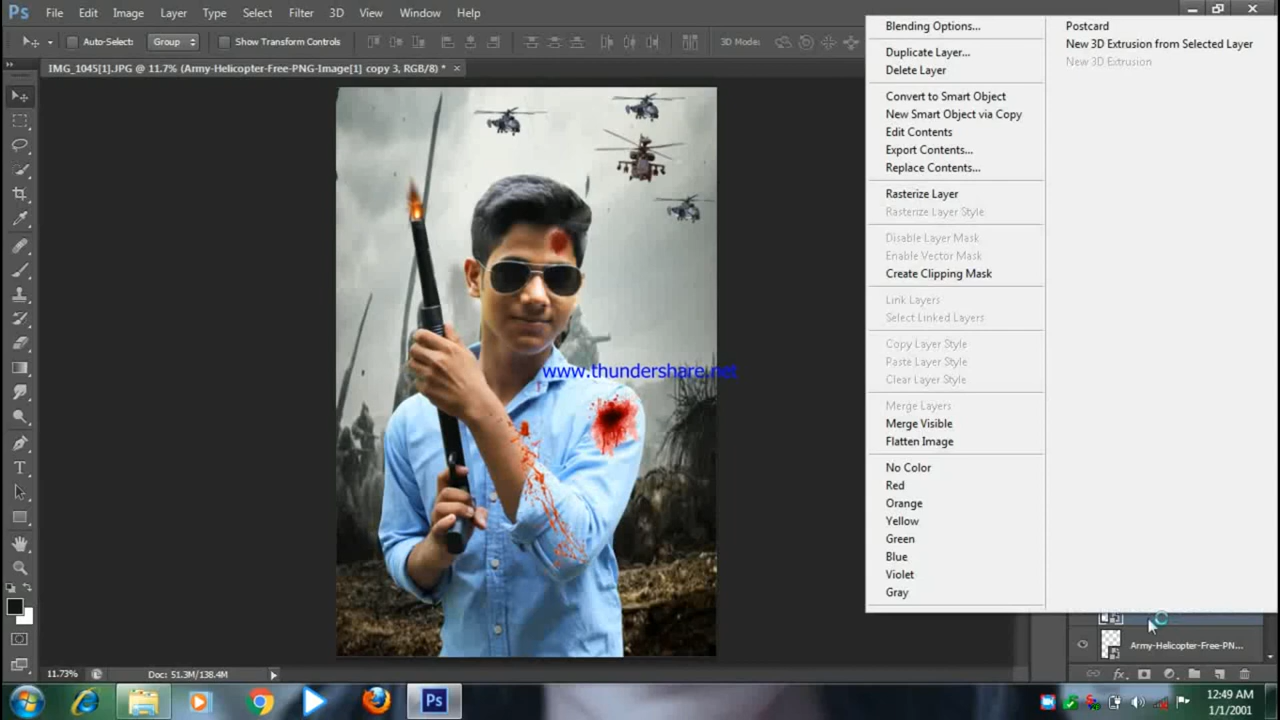 Ps File Edit Image Layer Type Select Filter 3D View Window Help
Auto-Select: Group Show Transform Controls 3D Mode:
IMG_1045[1].JPG @ 11.7% (Army-Helicopter-Free-PNG-Image[1] copy 3, RGB/8) * ×
Blending Options...
Duplicate Layer...
Delete Layer
Convert to Smart Object
New Smart Object via Copy
Edit Contents
Export Contents...
Replace Contents...
Rasterize Layer
Rasterize Layer Style
Disable Layer Mask
Enable Vector Mask
Create Clipping Mask
Link Layers
Select Linked Layers
Copy Layer Style
Paste Layer Style
Clear Layer Style
Merge Layers
Merge Visible
Flatten Image
No Color
Red
Orange
Yellow
Green
Blue
Violet
Gray
Postcard
New 3D Extrusion from Selected Layer
New 3D Extrusion
www.thundershare.net
Army-Helicopter-Free-PN...
11.73% Doc: 51.3M/138.4M
Ps
12:49 AM
1/1/2001